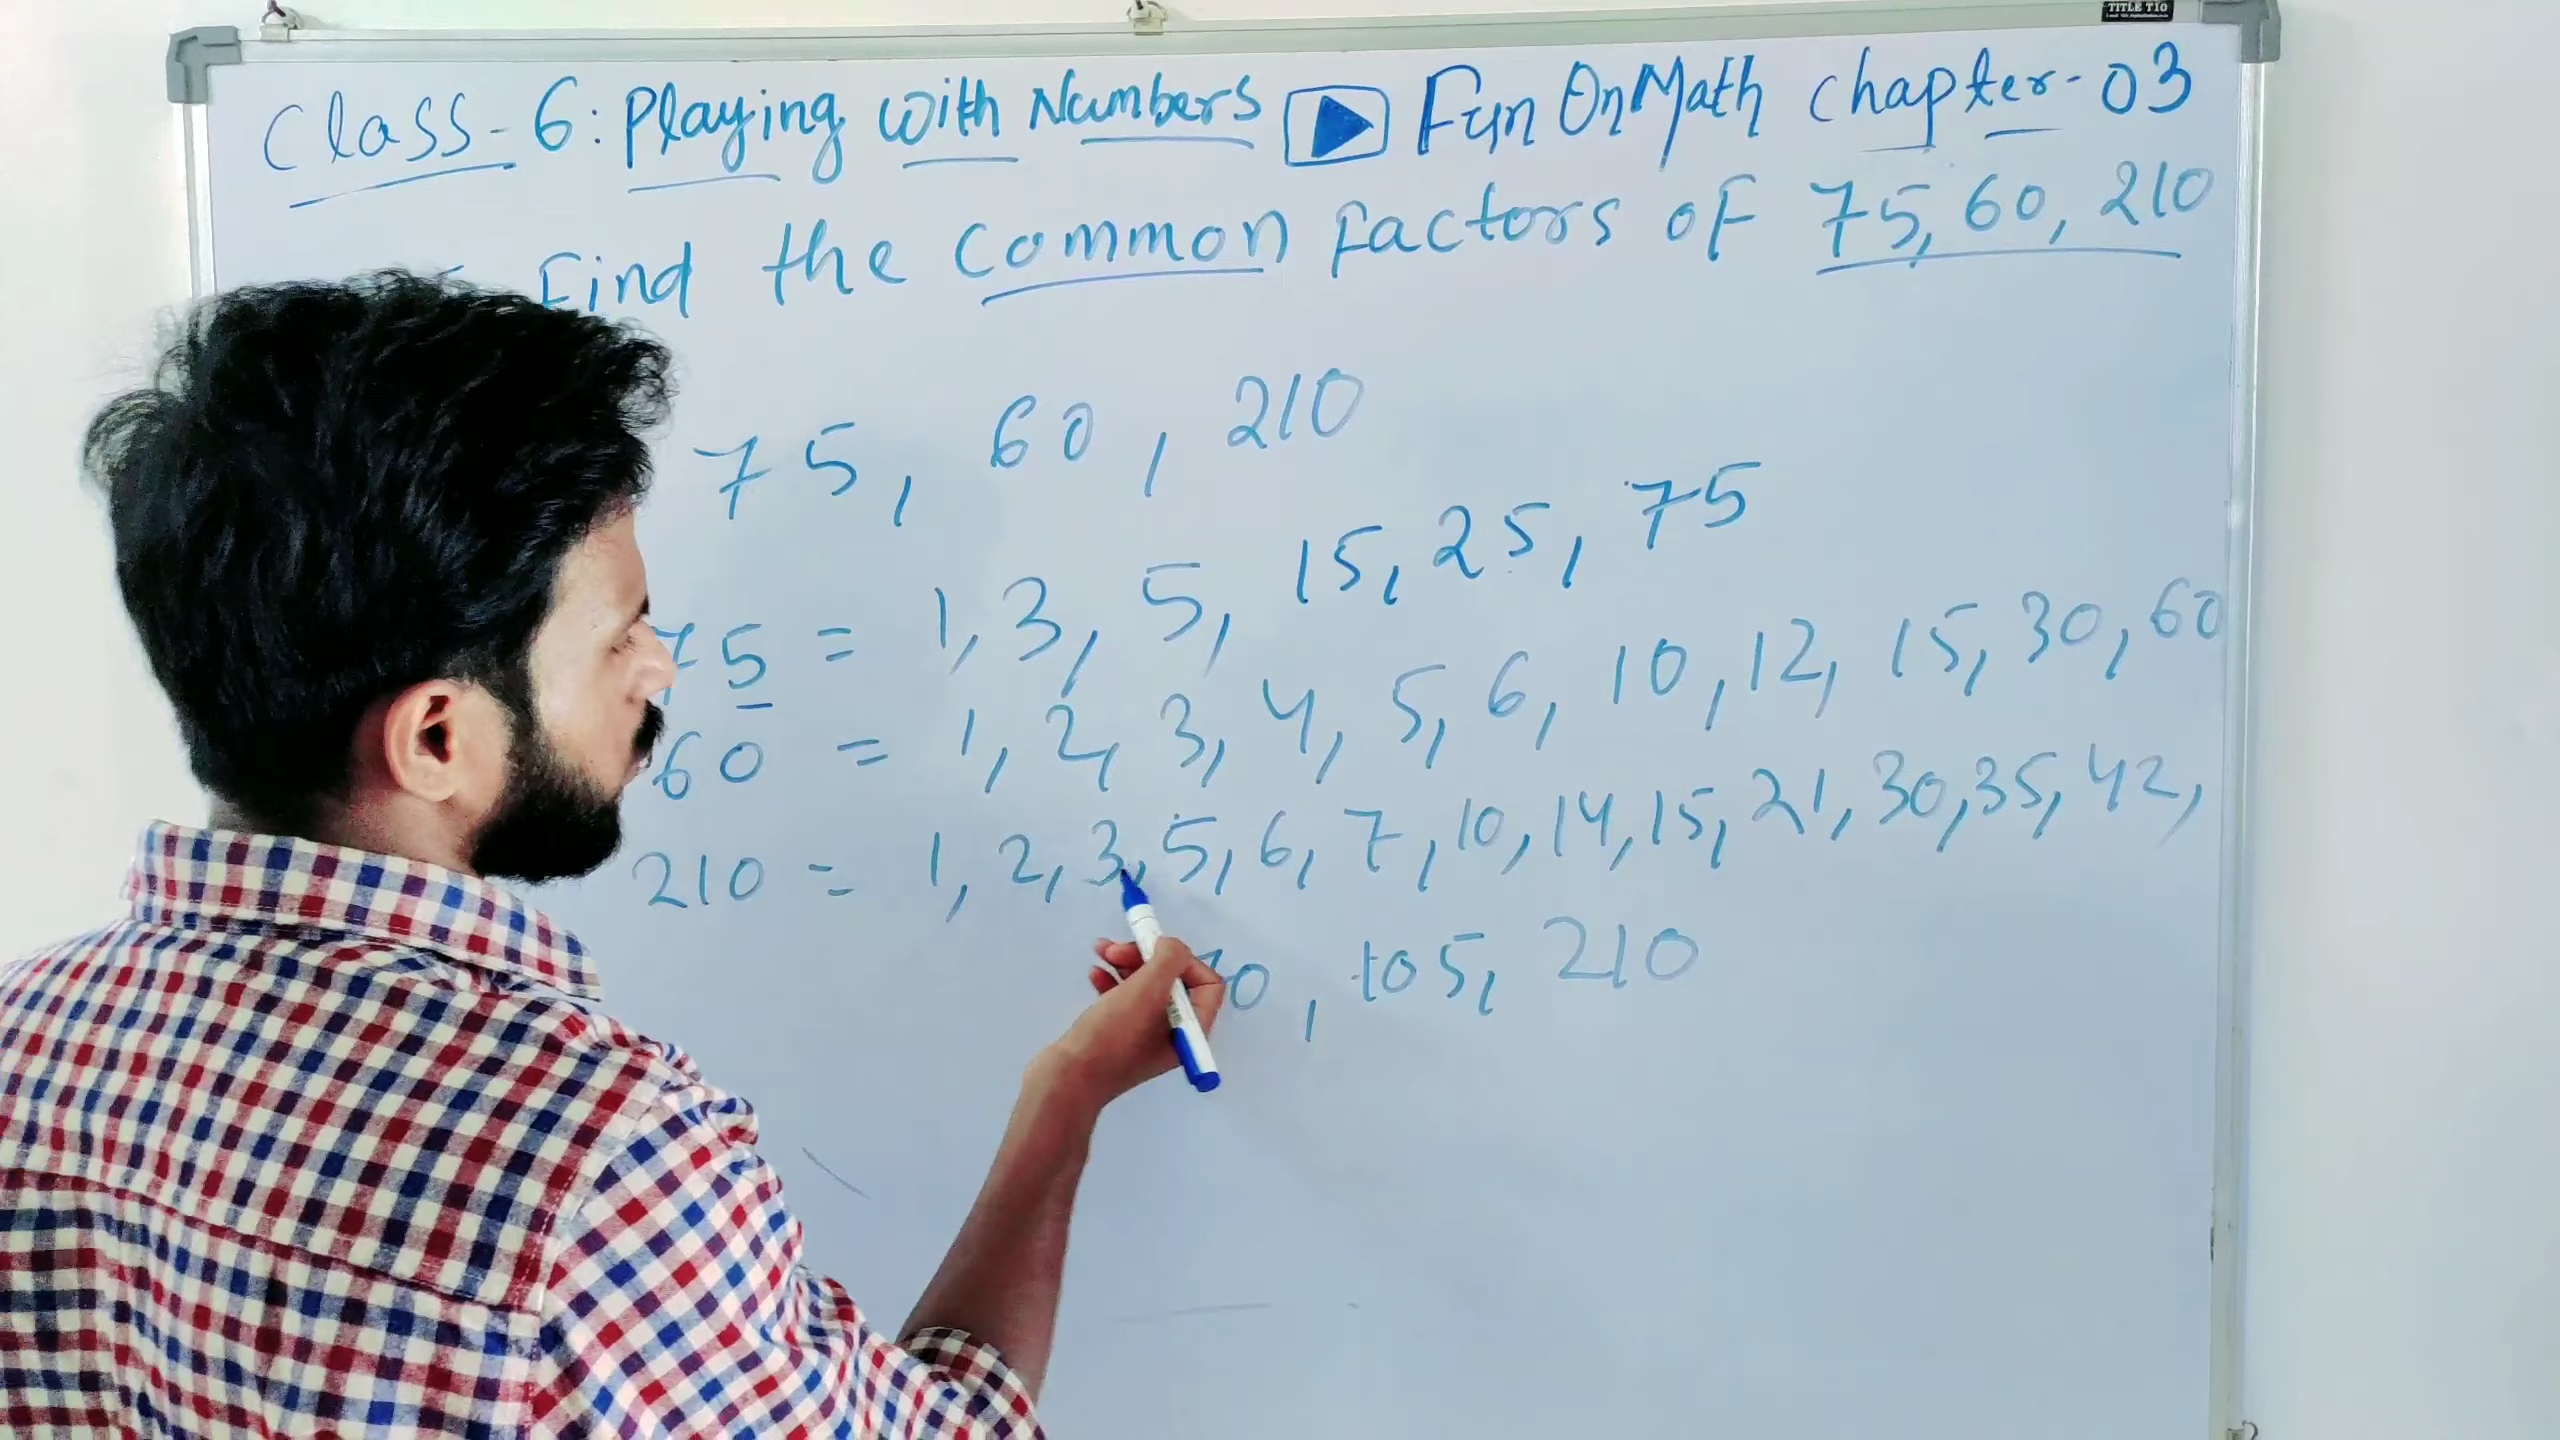 TITLE T10
Class-6: Playing with Numbers ▶ Fun OnMath Chapter-03
Find the common factors of 75, 60, 210
75, 60, 210
75 = 1, 3, 5, 15, 25, 75
60 = 1, 2, 3, 4, 5, 6, 10, 12, 15, 30, 60
210 = 1, 2, 3, 5, 6, 7, 10, 14, 15, 21, 30, 35, 42,
70, 105, 210